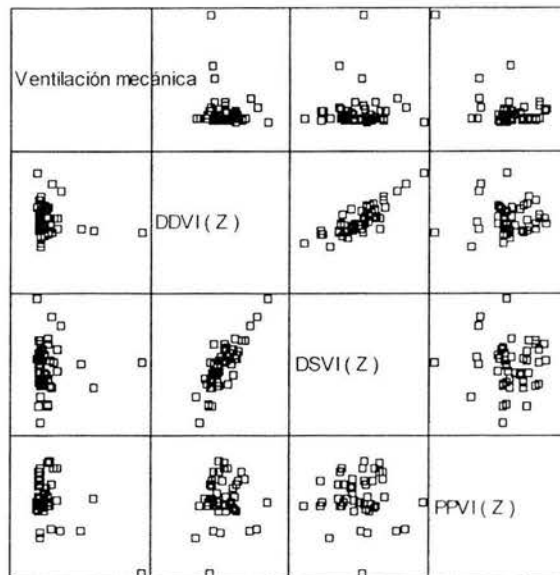 Ventilación mecánica
DDVI ( Z )
DSVI ( Z )
PPVI ( Z )